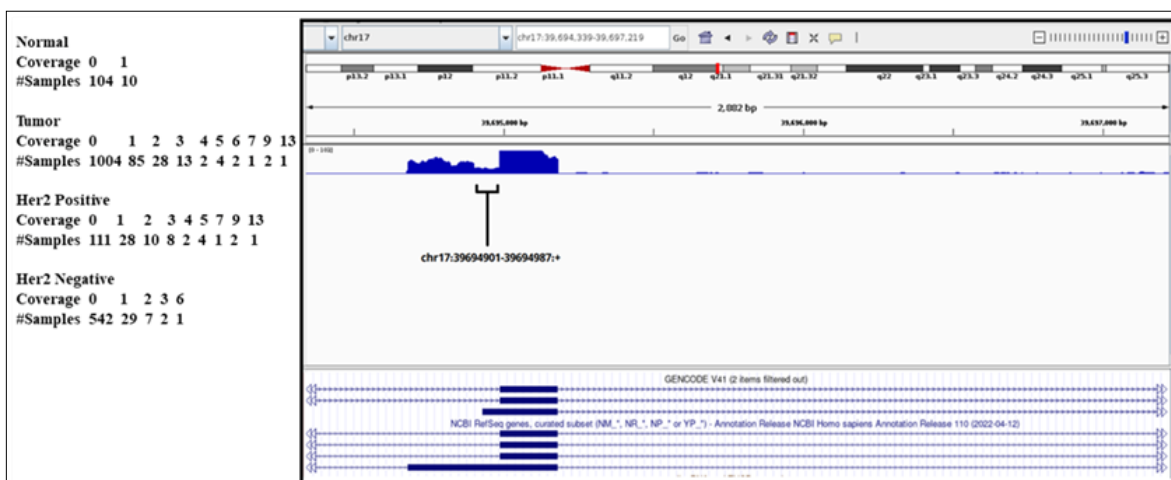 Normal
Coverage 0 1
#Samples 104 10
Tumor
Coverage 0 1 2 3 4 5 6 7 9 13
#Samples 1004 85 28 13 2 4 2 1 2 1
Her2 Positive
Coverage 0 1 2 3 4 5 7 9 13
#Samples 111 28 10 8 2 4 1 2 1
Her2 Negative
Coverage 0 1 2 3 6
#Samples 542 29 7 2 1
chr17 chr17:39,694,339-39,697,219 Go
p13.2 p13.1 p12 p11.2 p11.1 q11.2 q12 q21.1 q21.31 q21.32 q22 q23.1 q23.3 q24.2 q24.3 q25.1 q25.3
2,882 bp
39,695,000 bp 39,696,000 bp 39,697,000 bp
chr17:39694901-39694987:+
GENCODE V41 (2 items filtered out)
NCBI RefSeq genes, curated subset (NM_*, NR_*, NP_* or YP_*) - Annotation Release NCBI Homo sapiens Annotation Release 110 (2022-04-12)